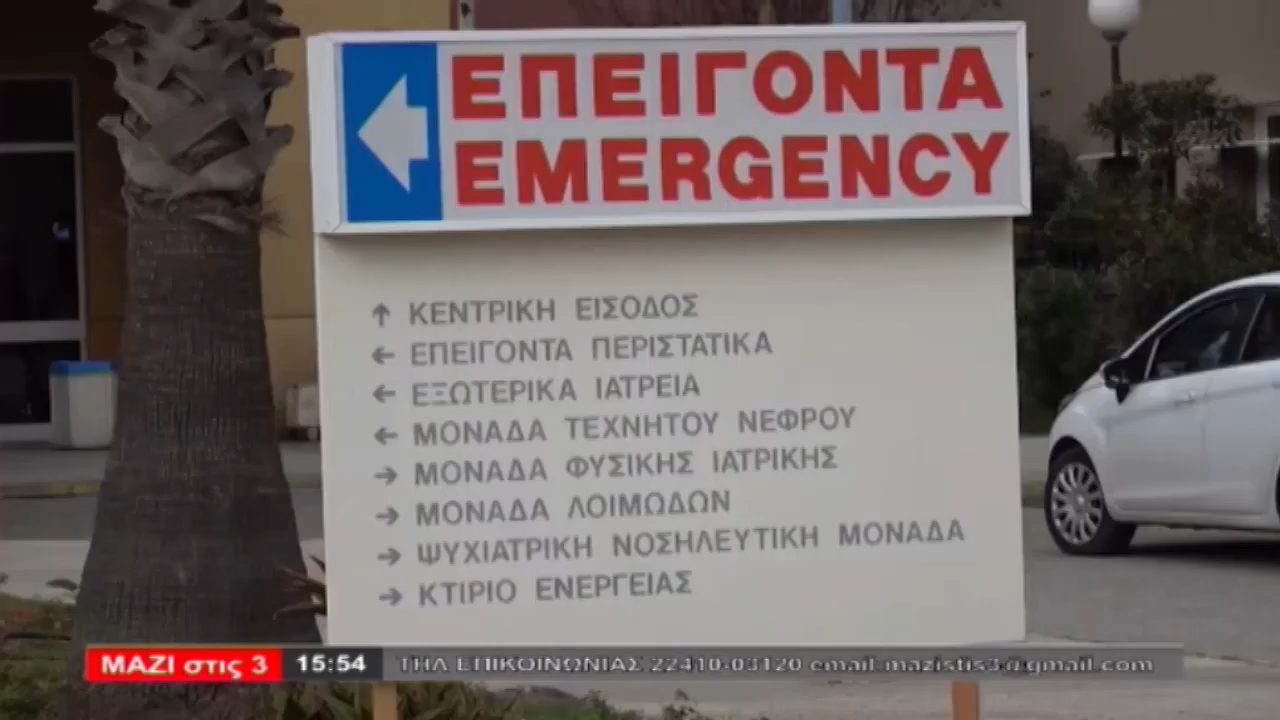 ΕΠΕΙΓΟΝΤΑ
EMERGENCY
↑ ΚΕΝΤΡΙΚΗ ΕΙΣΟΔΟΣ
← ΕΠΕΙΓΟΝΤΑ ΠΕΡΙΣΤΑΤΙΚΑ
← ΕΞΩΤΕΡΙΚΑ ΙΑΤΡΕΙΑ
← ΜΟΝΑΔΑ ΤΕΧΝΗΤΟΥ ΝΕΦΡΟΥ
→ ΜΟΝΑΔΑ ΦΥΣΙΚΗΣ ΙΑΤΡΙΚΗΣ
→ ΜΟΝΑΔΑ ΛΟΙΜΩΔΩΝ
→ ΨΥΧΙΑΤΡΙΚΗ ΝΟΣΗΛΕΥΤΙΚΗ ΜΟΝΑΔΑ
→ ΚΤΙΡΙΟ ΕΝΕΡΓΕΙΑΣ
ΜΑΖΙ στις 3 15:54 ΤΗΛ ΕΠΙΚΟΙΝΩΝΙΑΣ 22410-03120 email: mazistis3@gmail.com